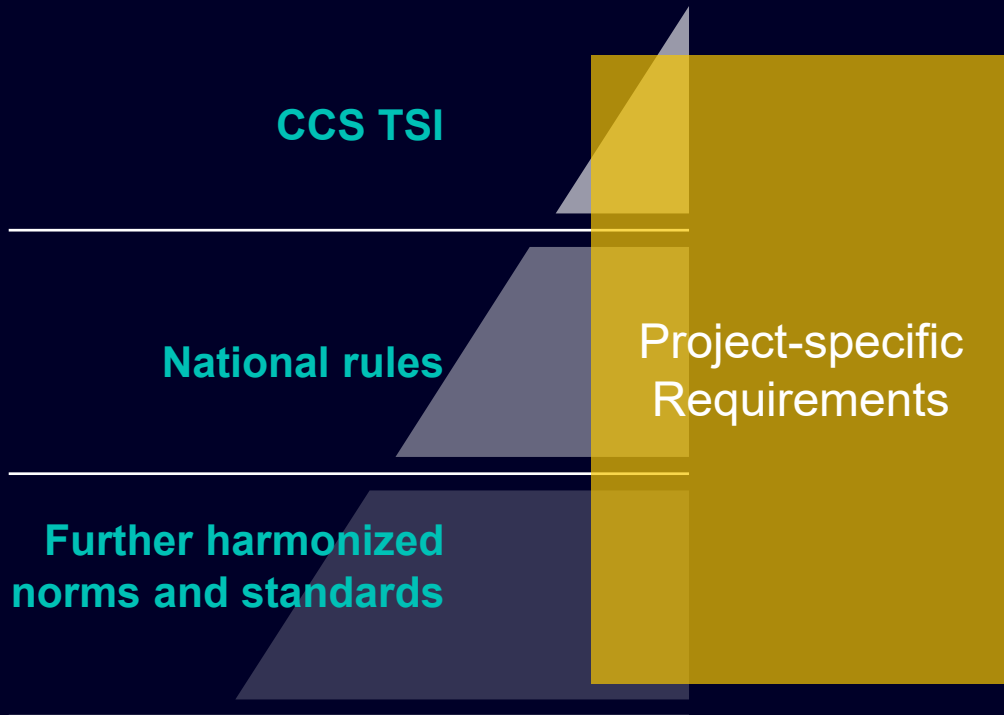 CCS TSI
National rules
Project-specific
Requirements
Further harmonized
norms and standards